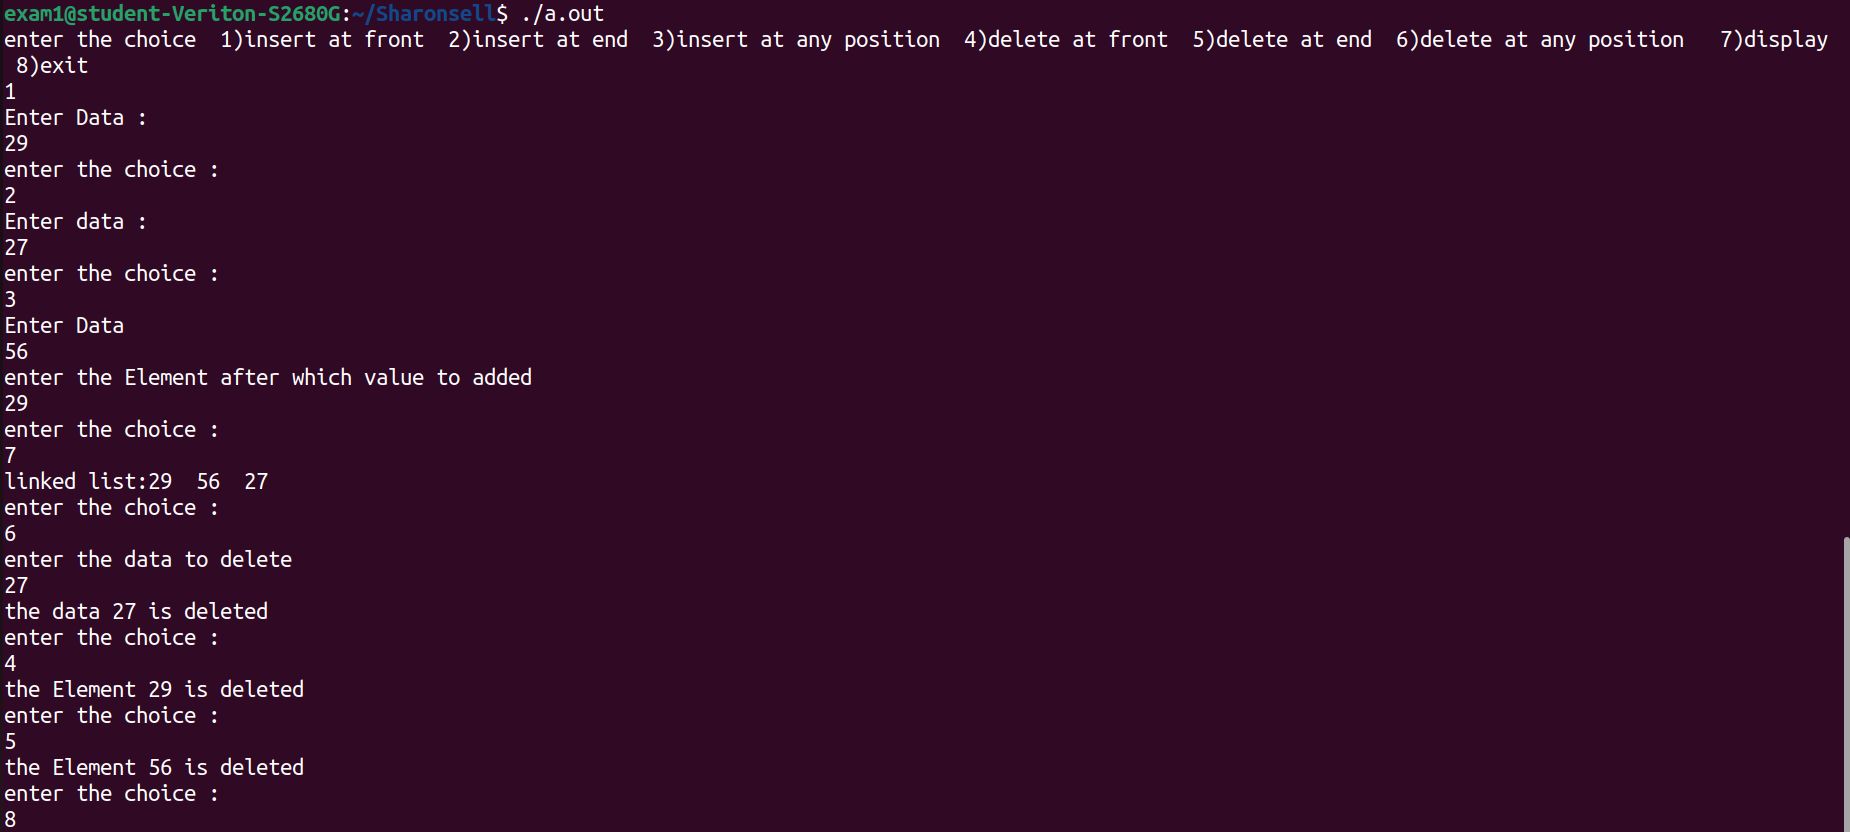 exam1@student-Veriton-S2680G:~/Sharonsell$ ./a.out
enter the choice  1)insert at front  2)insert at end  3)insert at any position  4)delete at front  5)delete at end  6)delete at any position   7)display
 8)exit
1
Enter Data :
29
enter the choice :
2
Enter data :
27
enter the choice :
3
Enter Data
56
enter the Element after which value to added
29
enter the choice :
7
linked list:29  56  27
enter the choice :
6
enter the data to delete
27
the data 27 is deleted
enter the choice :
4
the Element 29 is deleted
enter the choice :
5
the Element 56 is deleted
enter the choice :
8